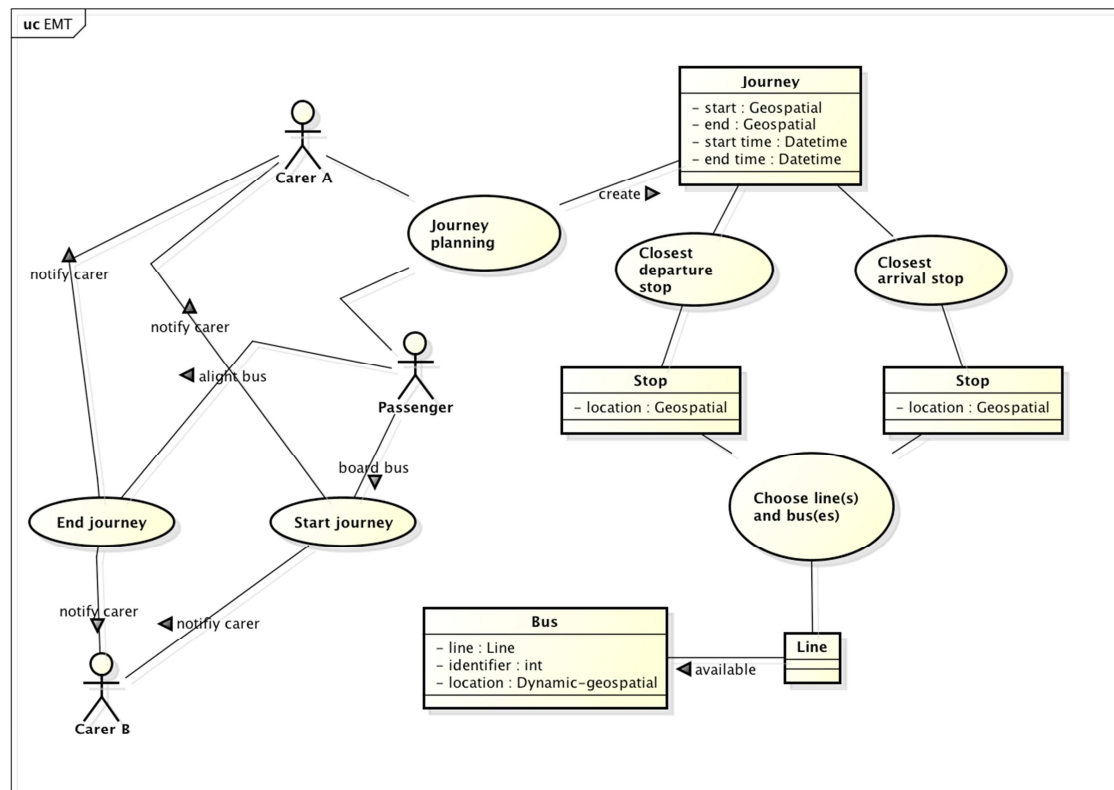 uc EMT
Journey
- start : Geospatial
- end : Geospatial
- start time : Datetime
- end time : Datetime
Carer A
create
Journey
planning
Closest
departure
stop
Closest
arrival stop
notify carer
notify carer
alight bus
Passenger
Stop
- location : Geospatial
Stop
- location : Geospatial
board bus
End journey
Start journey
Choose line(s)
and bus(es)
notify carer
notifiy carer
Bus
- line : Line
- identifier : int
- location : Dynamic-geospatial
Line
available
Carer B